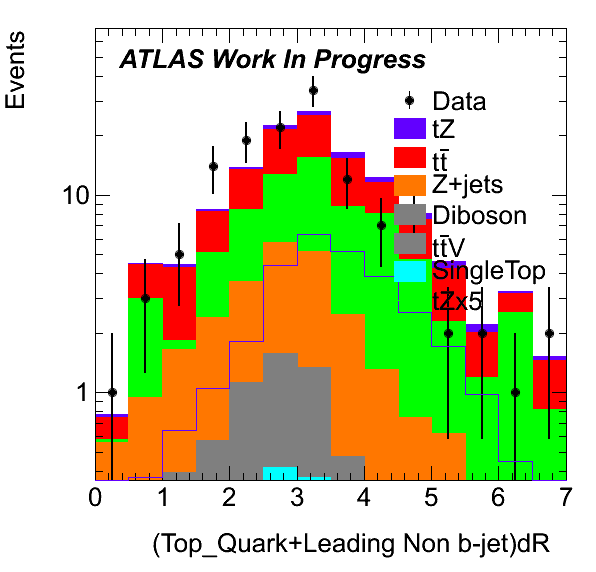 Events
ATLAS Work In Progress
Data
tZ
tt̄
Z+jets
Diboson
tt̄V
SingleTop
tZx5
10
1
0 1 2 3 4 5 6 7
(Top_Quark+Leading Non b-jet)dR